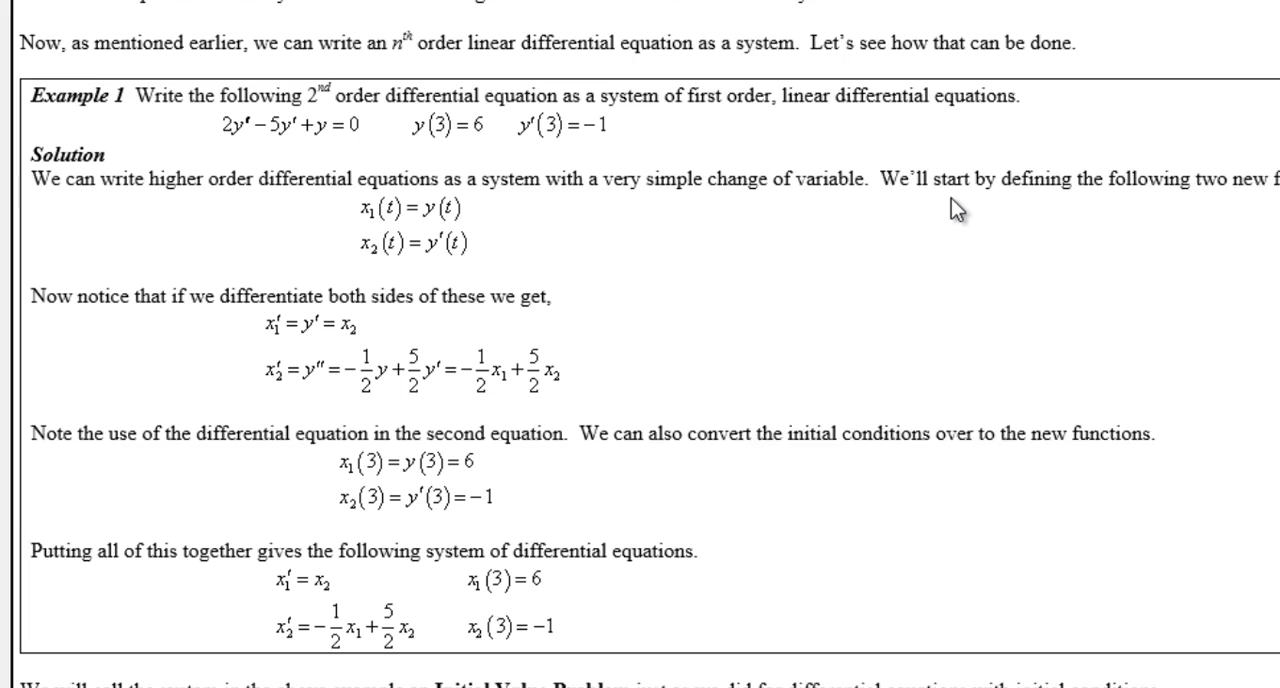 Now, as mentioned earlier, we can write an nᵗʰ order linear differential equation as a system. Let's see how that can be done.
Example 1 Write the following 2ⁿᵈ order differential equation as a system of first order, linear differential equations.
2y′ − 5y′ + y = 0 y(3) = 6 y′(3) = −1
Solution
We can write higher order differential equations as a system with a very simple change of variable. We'll start by defining the following two new
x₁(t) = y(t)
x₂(t) = y′(t)
Now notice that if we differentiate both sides of these we get,
x₁′ = y′ = x₂
x₂′ = y″ = −1/2 y + 5/2 y′ = −1/2 x₁ + 5/2 x₂
Note the use of the differential equation in the second equation. We can also convert the initial conditions over to the new functions.
x₁(3) = y(3) = 6
x₂(3) = y′(3) = −1
Putting all of this together gives the following system of differential equations.
x₁′ = x₂ x₁(3) = 6
x₂′ = −1/2 x₁ + 5/2 x₂ x₂(3) = −1